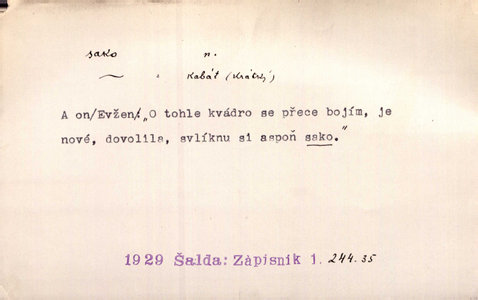 sako n.
kabát (krátký)
A on/Evžen/: „O tohle kvádro se přece bojím, je
nové, dovolila, svlíknu si aspoň sako."
1929 Šalda: Zápisník 1. 244.35